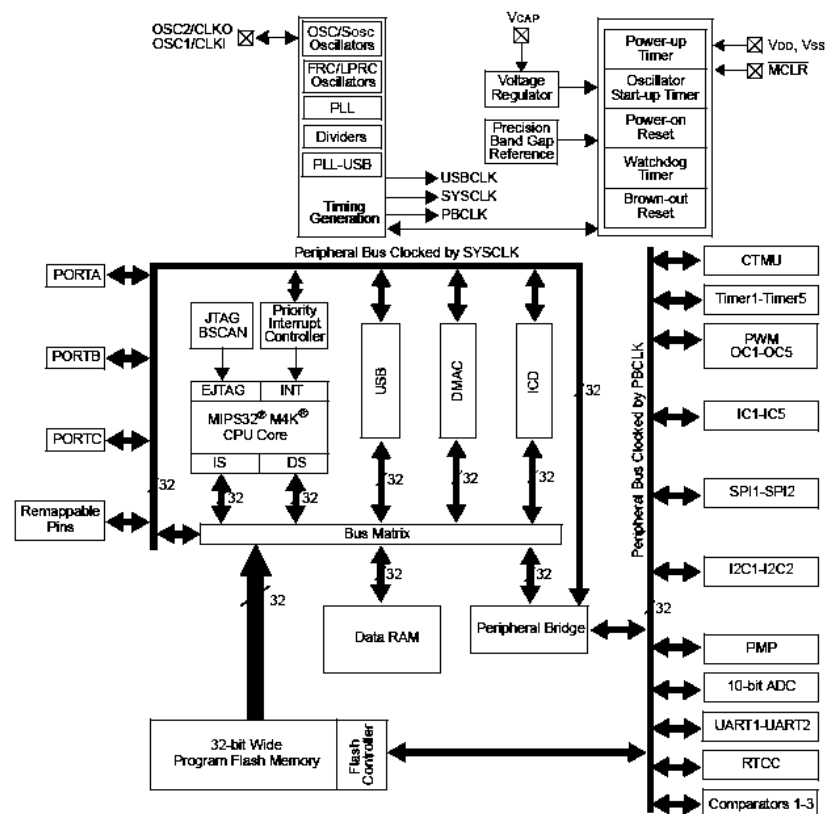 OSC2/CLKO
OSC1/CLKI
OSC/Sosc
Oscillators
FRC/LPRC
Oscillators
PLL
Dividers
PLL-USB
Timing
Generation
USBCLK
SYSCLK
PBCLK
VCAP
Voltage
Regulator
Precision
Band Gap
Reference
Power-up
Timer
Oscillator
Start-up Timer
Power-on
Reset
Watchdog
Timer
Brown-out
Reset
VDD, VSS
MCLR
Peripheral Bus Clocked by SYSCLK
PORTA
PORTB
PORTC
Remappable
Pins
32
JTAG
BSCAN
Priority
Interrupt
Controller
EJTAG
INT
MIPS32® M4K®
CPU Core
IS
DS
USB
DMAC
ICD
32
32
32
32
32
32
Bus Matrix
32
32
32
Data RAM
Peripheral Bridge
32-bit Wide
Program Flash Memory
Flash
Controller
Peripheral Bus Clocked by PBCLK
32
CTMU
Timer1-Timer5
PWM
OC1-OC5
IC1-IC5
SPI1-SPI2
I2C1-I2C2
PMP
10-bit ADC
UART1-UART2
RTCC
Comparators 1-3